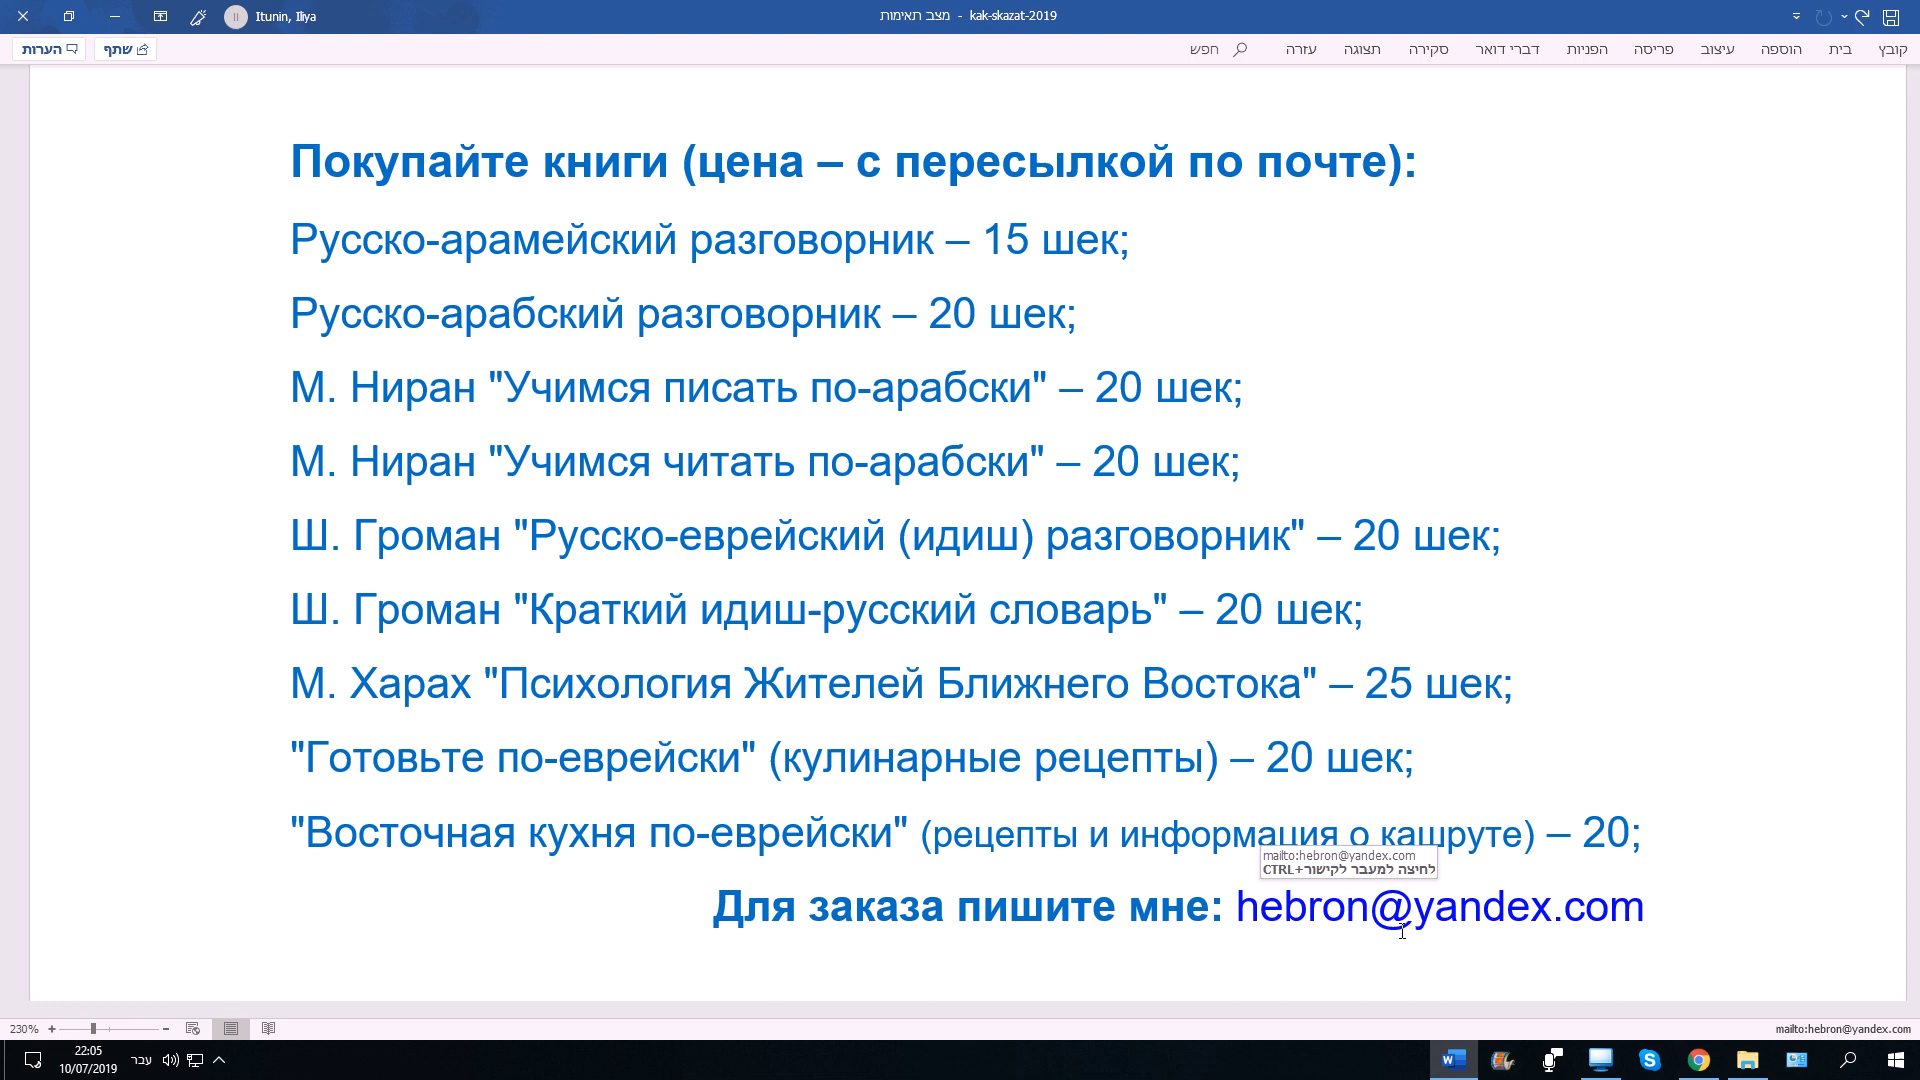 Itunin, Iliya
kak-skazat-2019 - מצב תאימות
קובץ בית הוספה עיצוב פריסה הפניות דברי דואר סקירה תצוגה עזרה חפש
שתף הערות
Покупайте книги (цена – с пересылкой по почте):
Русско-арамейский разговорник – 15 шек;
Русско-арабский разговорник – 20 шек;
М. Ниран "Учимся писать по-арабски" – 20 шек;
М. Ниран "Учимся читать по-арабски" – 20 шек;
Ш. Громан "Русско-еврейский (идиш) разговорник" – 20 шек;
Ш. Громан "Краткий идиш-русский словарь" – 20 шек;
М. Харах "Психология Жителей Ближнего Востока" – 25 шек;
"Готовьте по-еврейски" (кулинарные рецепты) – 20 шек;
"Восточная кухня по-еврейски" (рецепты и информация о кашруте) – 20;
mailto:hebron@yandex.com
CTRL+לחיצה למעבר לקישור
Для заказа пишите мне: hebron@yandex.com
230%
mailto:hebron@yandex.com
22:05
10/07/2019
עבר